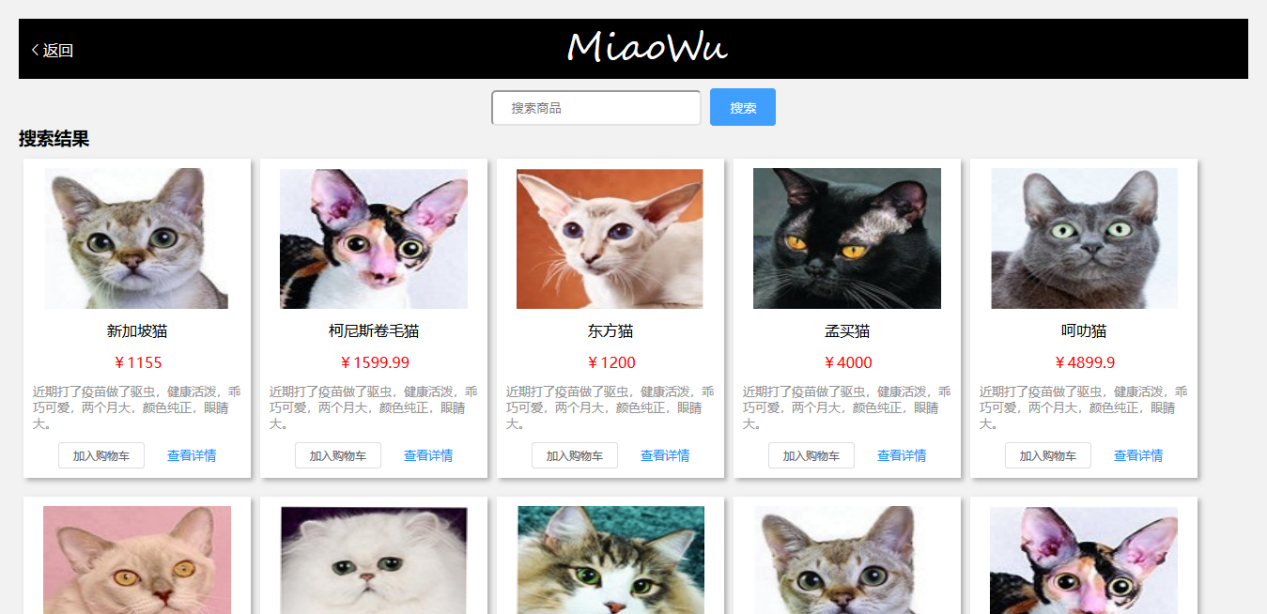 返回
MiaoWu
搜索商品
搜索
搜索结果
新加坡猫
￥1155
近期打了疫苗做了驱虫，健康活泼，乖
巧可爱，两个月大，颜色纯正，眼睛
大。
加入购物车 查看详情
柯尼斯卷毛猫
￥1599.99
近期打了疫苗做了驱虫，健康活泼，乖
巧可爱，两个月大，颜色纯正，眼睛
大。
加入购物车 查看详情
东方猫
￥1200
近期打了疫苗做了驱虫，健康活泼，乖
巧可爱，两个月大，颜色纯正，眼睛
大。
加入购物车 查看详情
孟买猫
￥4000
近期打了疫苗做了驱虫，健康活泼，乖
巧可爱，两个月大，颜色纯正，眼睛
大。
加入购物车 查看详情
呵叻猫
￥4899.9
近期打了疫苗做了驱虫，健康活泼，乖
巧可爱，两个月大，颜色纯正，眼睛
大。
加入购物车 查看详情